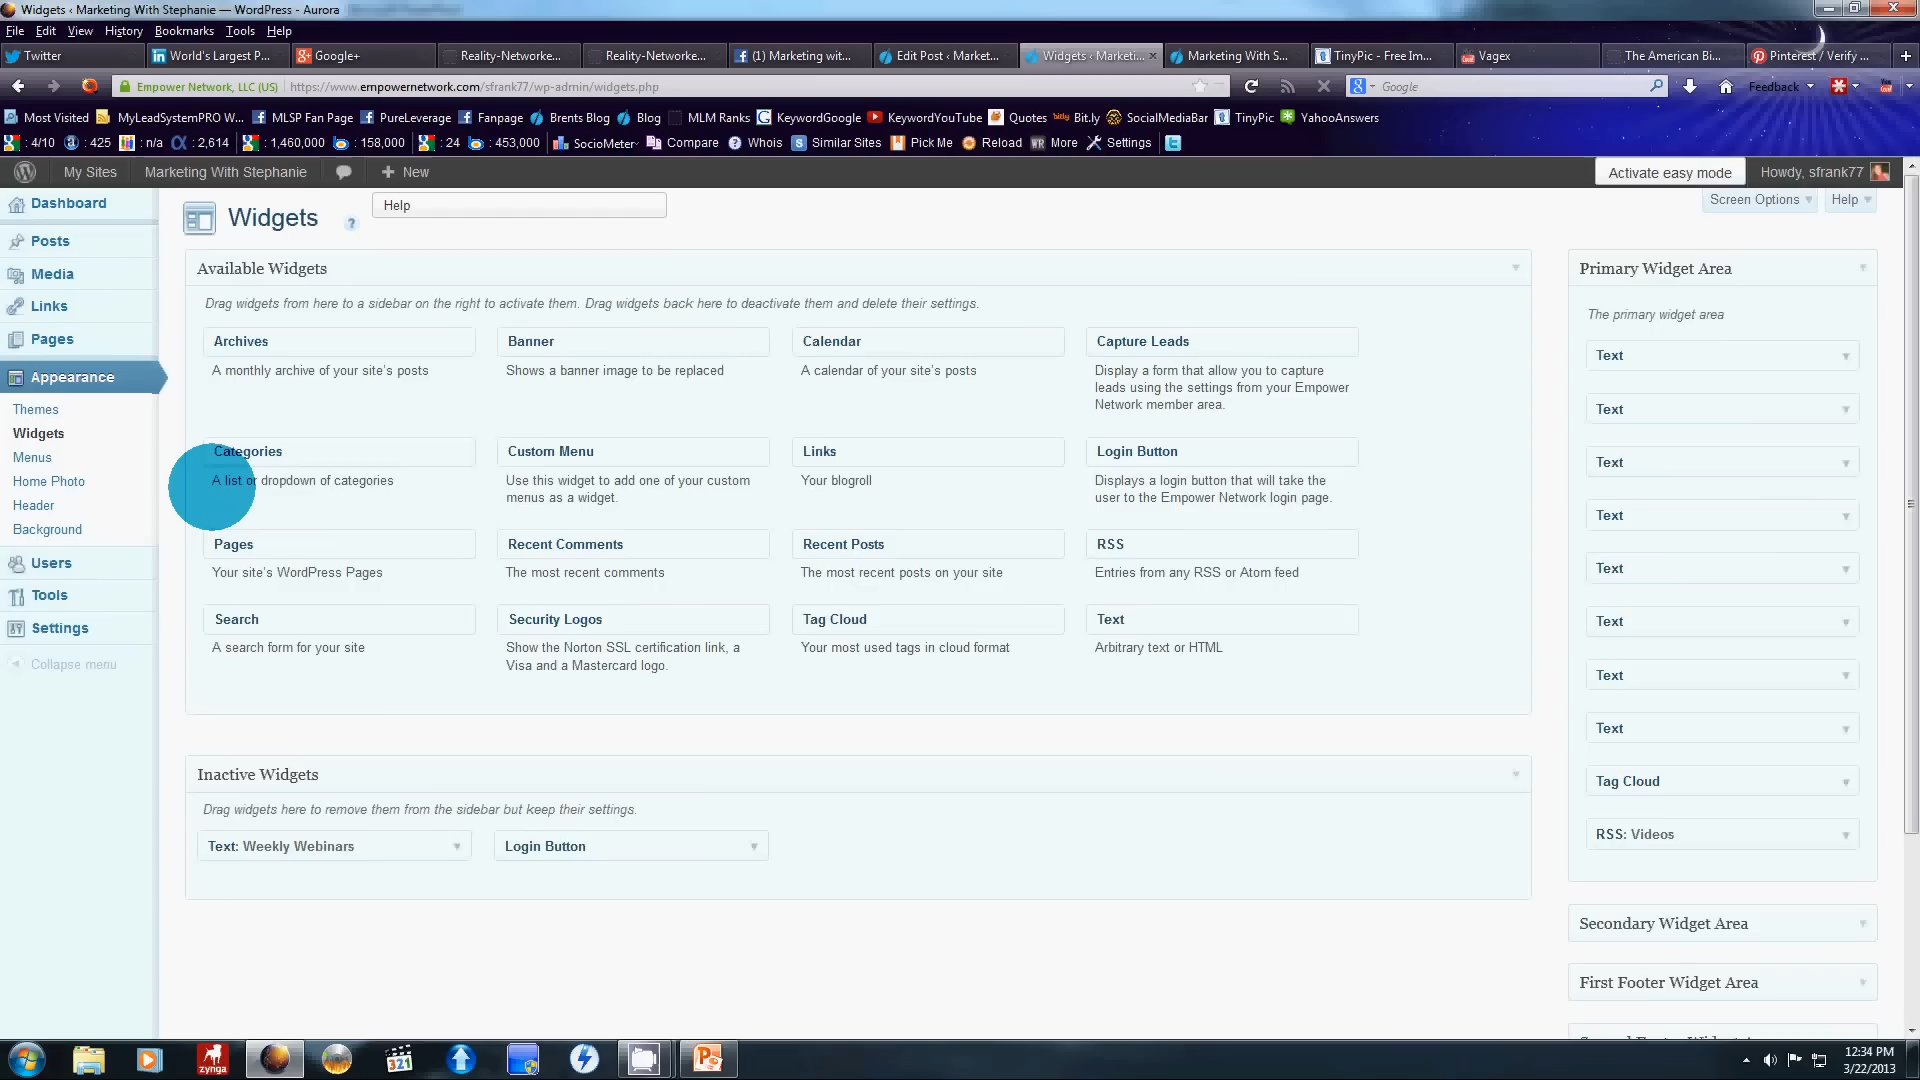 Widgets ‹ Marketing With Stephanie — WordPress - Aurora
File Edit View History Bookmarks Tools Help
Twitter World's Largest P... Google+ Reality-Networke... Reality-Networke... (1) Marketing wit... Edit Post ‹ Market... Widgets ‹ Marketi... Marketing With S... TinyPic - Free Im... Vagex The American Bi... Pinterest / Verify ...
Empower Network, LLC (US) https://www.empowernetwork.com/sfrank77/wp-admin/widgets.php Google Feedback
Most Visited MyLeadSystemPRO W... MLSP Fan Page PureLeverage Fanpage Brents Blog Blog MLM Ranks KeywordGoogle KeywordYouTube Quotes Bit.ly SocialMediaBar TinyPic YahooAnswers
: 4/10 : 425 : n/a : 2,614 : 1,460,000 : 158,000 : 24 : 453,000 SocioMeter Compare Whois Similar Sites Pick Me Reload More Settings
My Sites Marketing With Stephanie New Activate easy mode Howdy, sfrank77
Dashboard
Posts
Media
Links
Pages
Appearance
Themes
Widgets
Menus
Home Photo
Header
Background
Users
Tools
Settings
Collapse menu
Widgets ? Help
Screen Options Help
Available Widgets
Drag widgets from here to a sidebar on the right to activate them. Drag widgets back here to deactivate them and delete their settings.
Archives
A monthly archive of your site's posts
Banner
Shows a banner image to be replaced
Calendar
A calendar of your site's posts
Capture Leads
Display a form that allow you to capture
leads using the settings from your Empower
Network member area.
Categories
A list or dropdown of categories
Custom Menu
Use this widget to add one of your custom
menus as a widget.
Links
Your blogroll
Login Button
Displays a login button that will take the
user to the Empower Network login page.
Pages
Your site's WordPress Pages
Recent Comments
The most recent comments
Recent Posts
The most recent posts on your site
RSS
Entries from any RSS or Atom feed
Search
A search form for your site
Security Logos
Show the Norton SSL certification link, a
Visa and a Mastercard logo.
Tag Cloud
Your most used tags in cloud format
Text
Arbitrary text or HTML
Inactive Widgets
Drag widgets here to remove them from the sidebar but keep their settings.
Text: Weekly Webinars
Login Button
Primary Widget Area
The primary widget area
Text
Text
Text
Text
Text
Text
Text
Text
Tag Cloud
RSS: Videos
Secondary Widget Area
First Footer Widget Area
zynga
321
12:34 PM
3/22/2013